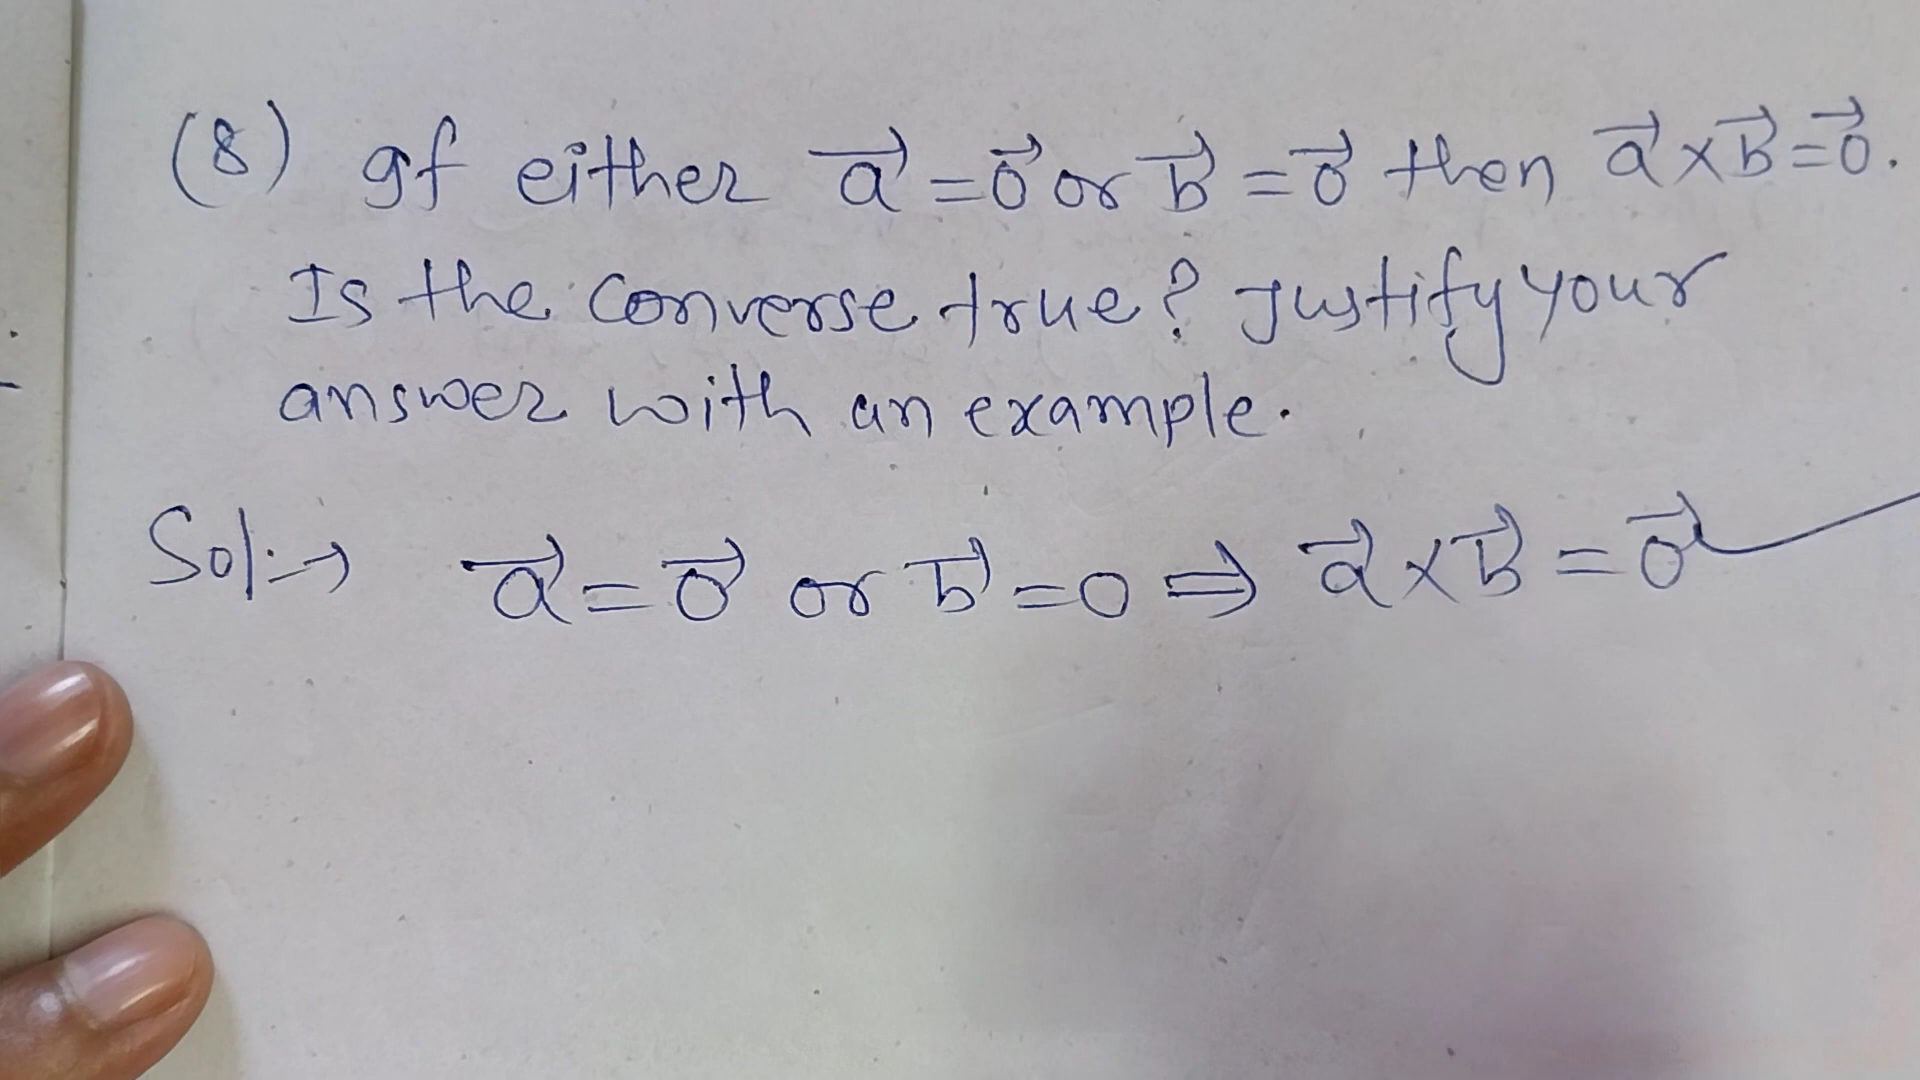 (8) If either a⃗ = 0⃗ or b⃗ = 0⃗ then a⃗ × b⃗ = 0⃗.
Is the converse true? Justify your
answer with an example.
Sol:→ a⃗ = 0⃗ or b⃗ = 0 ⇒ a⃗ × b⃗ = 0⃗